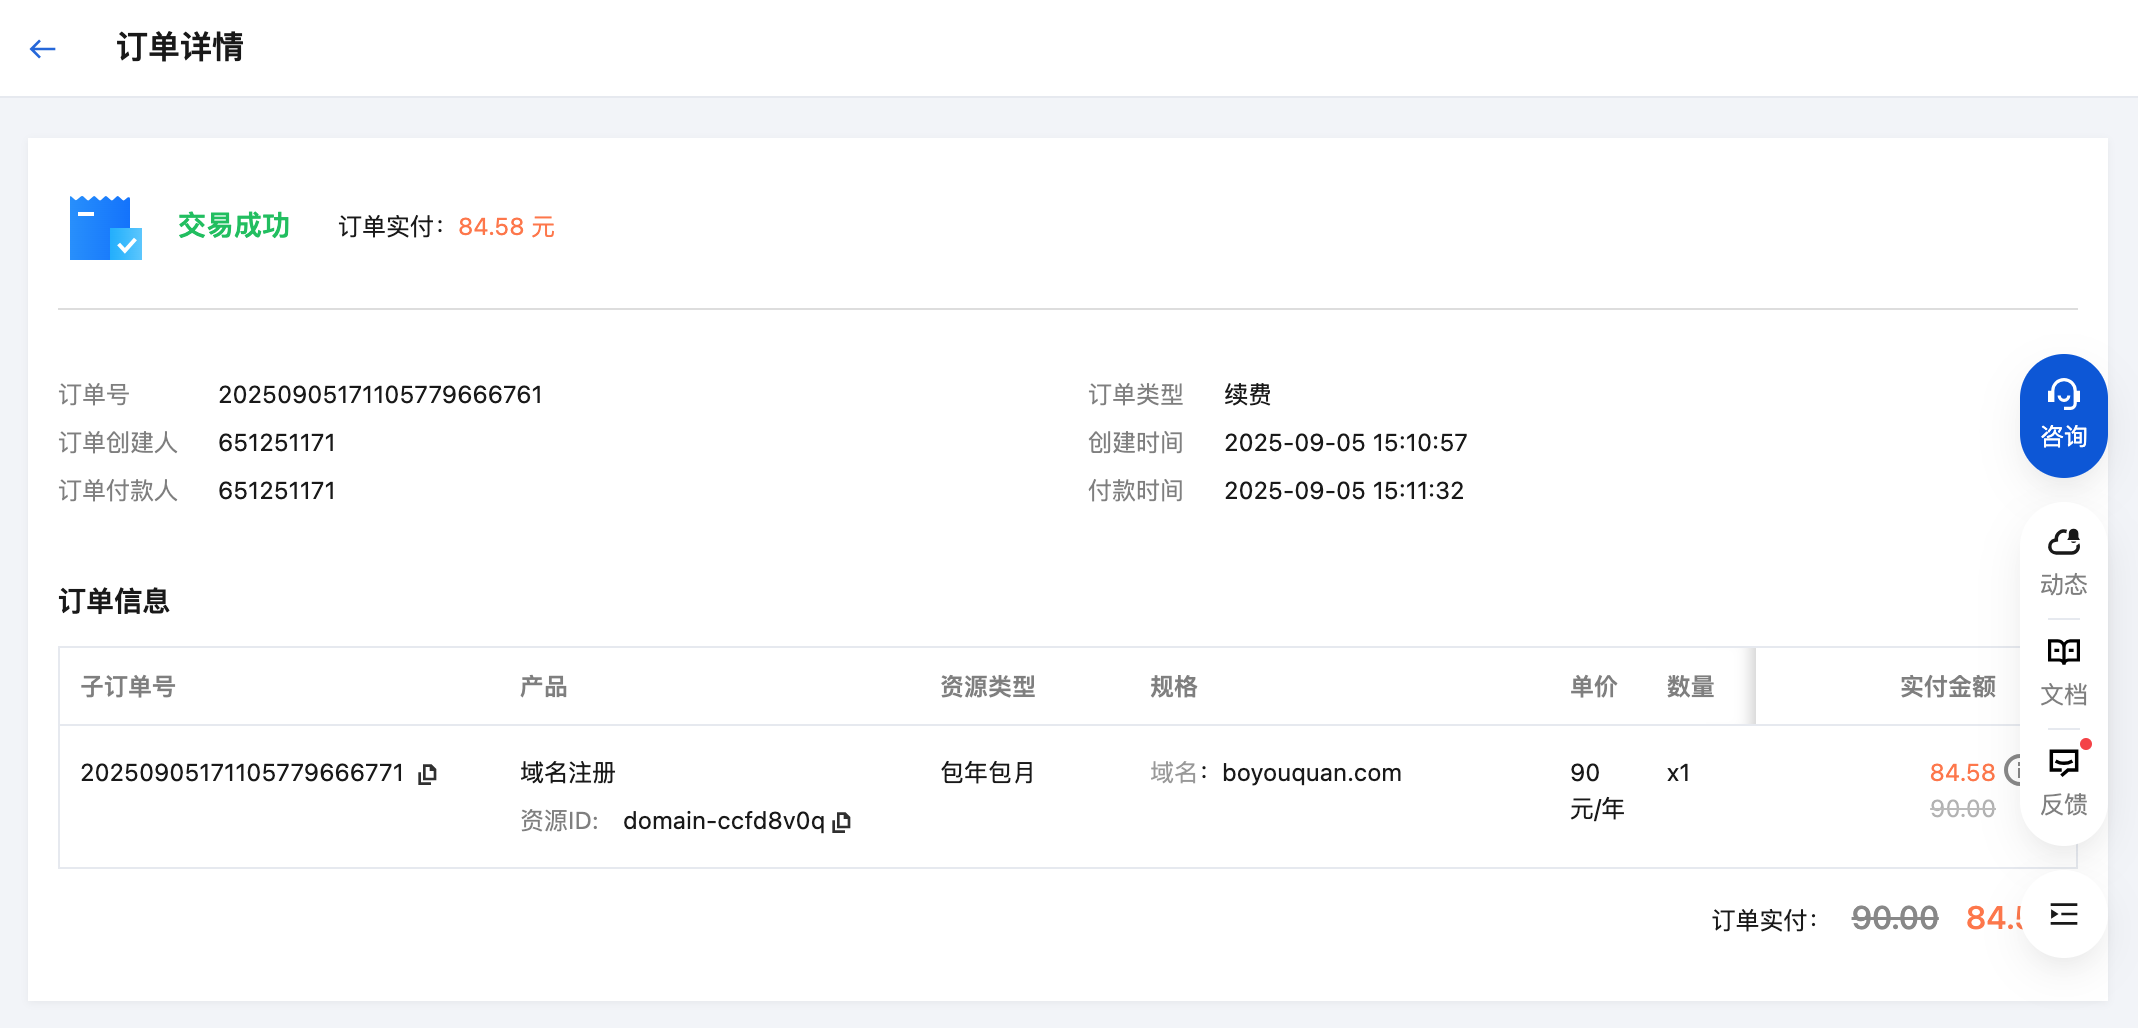 订单详情
交易成功 订单实付： 84.58 元
订单号 20250905171105779666761 订单类型 续费
订单创建人 651251171 创建时间 2025-09-05 15:10:57
订单付款人 651251171 付款时间 2025-09-05 15:11:32
咨询
动态
订单信息
子订单号 产品 资源类型 规格 单价 数量 实付金额
文档
20250905171105779666771 域名注册 包年包月 域名： boyouquan.com 90 x1 84.58
元/年 90.00
反馈
资源ID: domain-ccfd8v0q
订单实付： 90.00 84.5